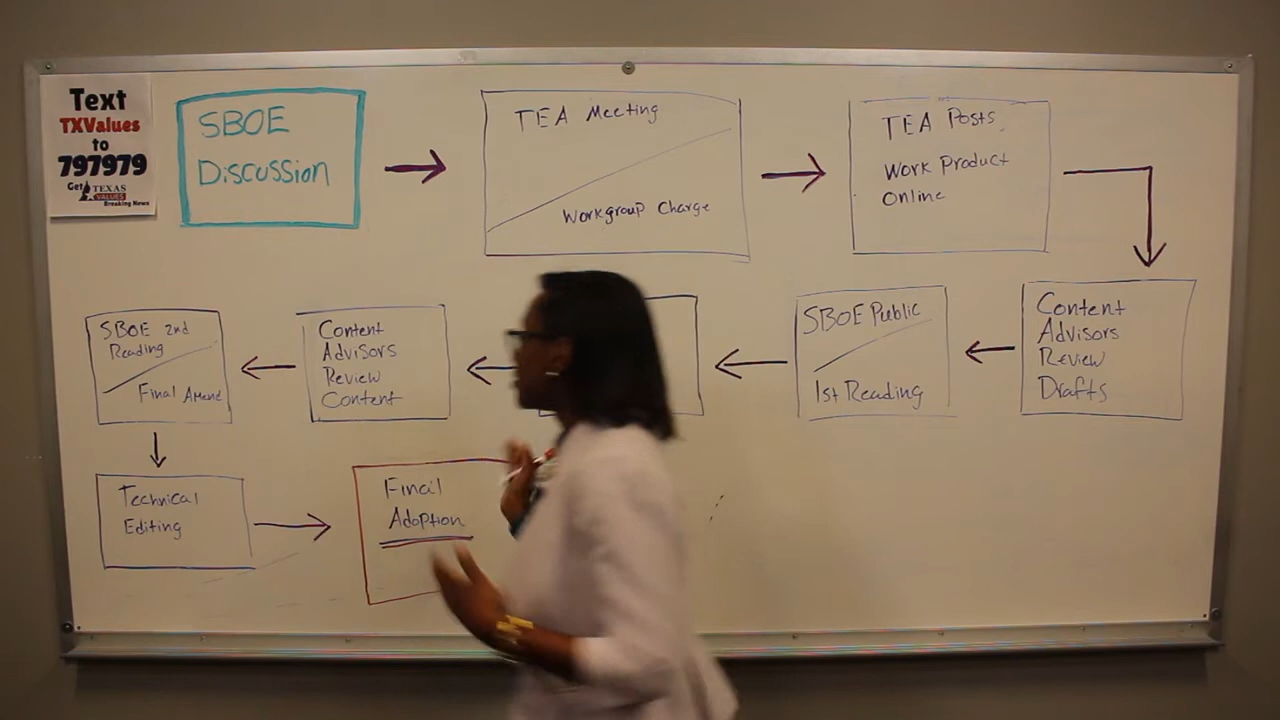 Text
TXValues
to
797979
Get TEXAS
VALUES
Breaking News
SBOE
Discussion
TEA Meeting
Workgroup Charge
TEA Posts
Work Product
Online
Content
Advisors
Review
Drafts
SBOE Public
1st Reading
Content
Advisors
Review
Content
SBOE 2nd
Reading
Final Amend
Technical
Editing
Final
Adoption